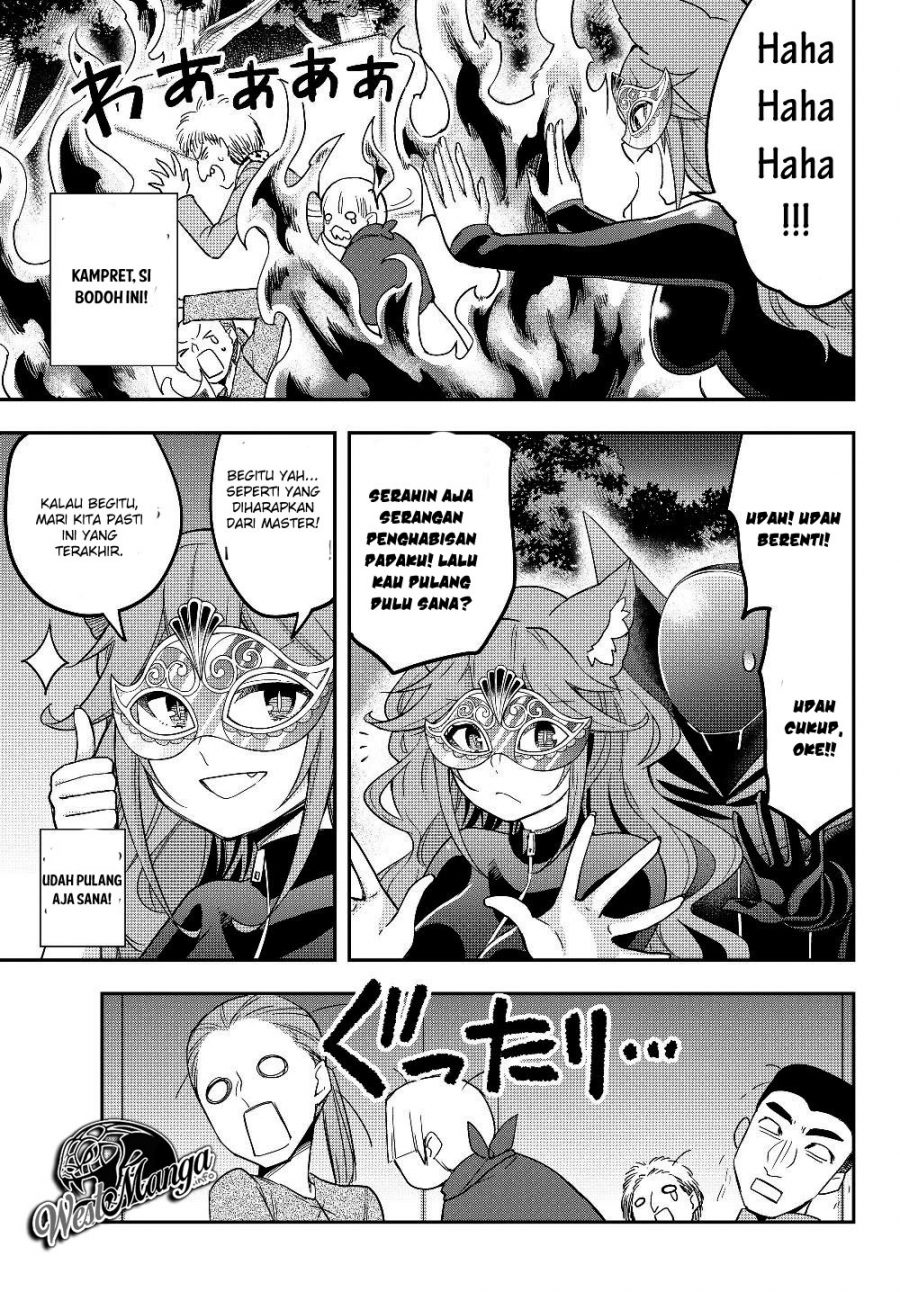 Haha
Haha
Haha
!!!
わあぁぁぁ
KAMPRET, SI
BODOH INI!
UDAH! UDAH
BERENTI!
UDAH
CUKUP,
OKE!!
SERAHIN AJA
SERANGAN
PENGHABISAN
PADAKU! LALU
KAU PULANG
DULU SANA?
BEGITU YAH...
SEPERTI YANG
DIHARAPKAN
DARI MASTER!
KALAU BEGITU,
MARI KITA PASTI
INI YANG
TERAKHIR.
UDAH PULANG
AJA SANA!
ぐったり…
WestManga
.info